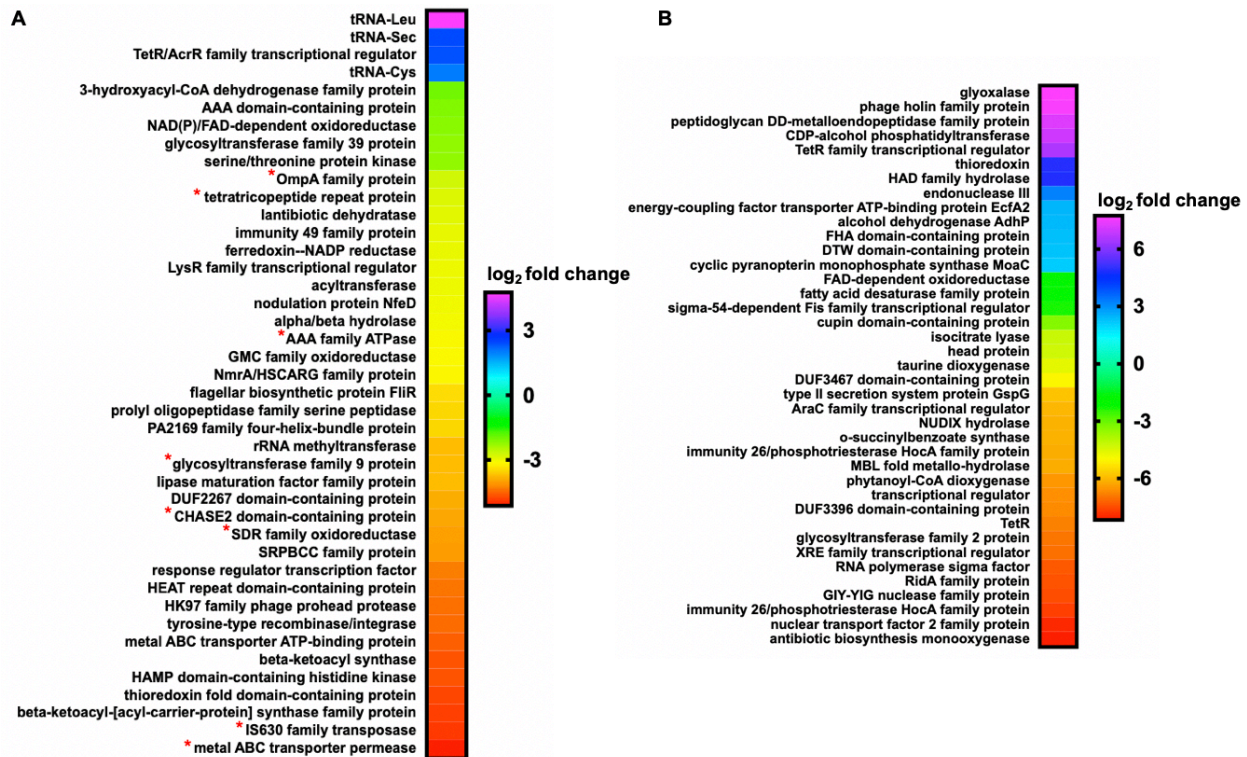 A
tRNA-Leu
tRNA-Sec
TetR/AcrR family transcriptional regulator
tRNA-Cys
3-hydroxyacyl-CoA dehydrogenase family protein
AAA domain-containing protein
NAD(P)/FAD-dependent oxidoreductase
glycosyltransferase family 39 protein
serine/threonine protein kinase
*OmpA family protein
*tetratricopeptide repeat protein
lantibiotic dehydratase
immunity 49 family protein
ferredoxin--NADP reductase
LysR family transcriptional regulator
acyltransferase
nodulation protein NfeD
alpha/beta hydrolase
*AAA family ATPase
GMC family oxidoreductase
NmrA/HSCARG family protein
flagellar biosynthetic protein FliR
prolyl oligopeptidase family serine peptidase
PA2169 family four-helix-bundle protein
rRNA methyltransferase
*glycosyltransferase family 9 protein
lipase maturation factor family protein
DUF2267 domain-containing protein
*CHASE2 domain-containing protein
*SDR family oxidoreductase
SRPBCC family protein
response regulator transcription factor
HEAT repeat domain-containing protein
HK97 family phage prohead protease
tyrosine-type recombinase/integrase
metal ABC transporter ATP-binding protein
beta-ketoacyl synthase
HAMP domain-containing histidine kinase
thioredoxin fold domain-containing protein
beta-ketoacyl-[acyl-carrier-protein] synthase family protein
*IS630 family transposase
*metal ABC transporter permease
log2 fold change
3
0
-3
B
glyoxalase
phage holin family protein
peptidoglycan DD-metalloendopeptidase family protein
CDP-alcohol phosphatidyltransferase
TetR family transcriptional regulator
thioredoxin
HAD family hydrolase
endonuclease III
energy-coupling factor transporter ATP-binding protein EcfA2
alcohol dehydrogenase AdhP
FHA domain-containing protein
DTW domain-containing protein
cyclic pyranopterin monophosphate synthase MoaC
FAD-dependent oxidoreductase
fatty acid desaturase family protein
sigma-54-dependent Fis family transcriptional regulator
cupin domain-containing protein
isocitrate lyase
head protein
taurine dioxygenase
DUF3467 domain-containing protein
type II secretion system protein GspG
AraC family transcriptional regulator
NUDIX hydrolase
o-succinylbenzoate synthase
immunity 26/phosphotriesterase HocA family protein
MBL fold metallo-hydrolase
phytanoyl-CoA dioxygenase
transcriptional regulator
DUF3396 domain-containing protein
TetR
glycosyltransferase family 2 protein
XRE family transcriptional regulator
RNA polymerase sigma factor
RidA family protein
GIY-YIG nuclease family protein
immunity 26/phosphotriesterase HocA family protein
nuclear transport factor 2 family protein
antibiotic biosynthesis monooxygenase
log2 fold change
6
3
0
-3
-6